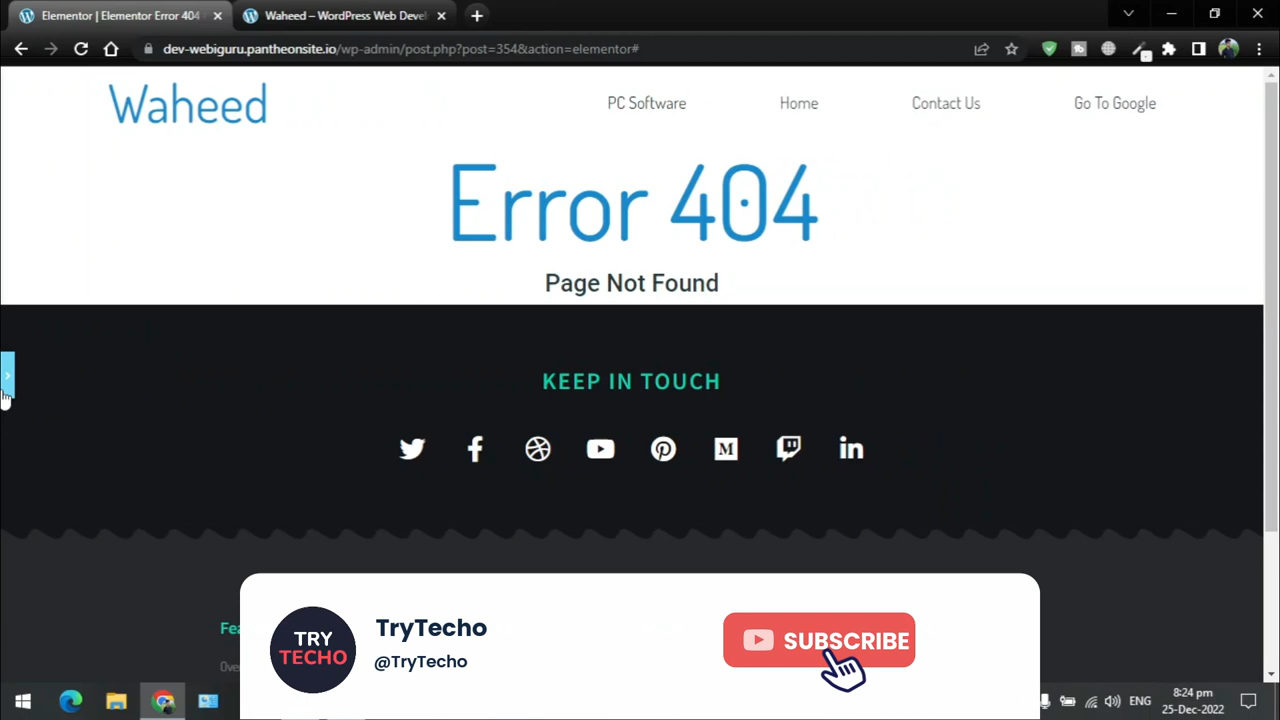 Elementor | Elementor Error 404
Waheed – WordPress Web Devel
dev-webiguru.pantheonsite.io/wp-admin/post.php?post=354&action=elementor#
Waheed
PC Software
Home
Contact Us
Go To Google
Error 404
Page Not Found
KEEP IN TOUCH
Fea
Over
TRY
TECHO
TryTecho
@TryTecho
SUBSCRIBE
ENG
8:24 pm
25-Dec-2022